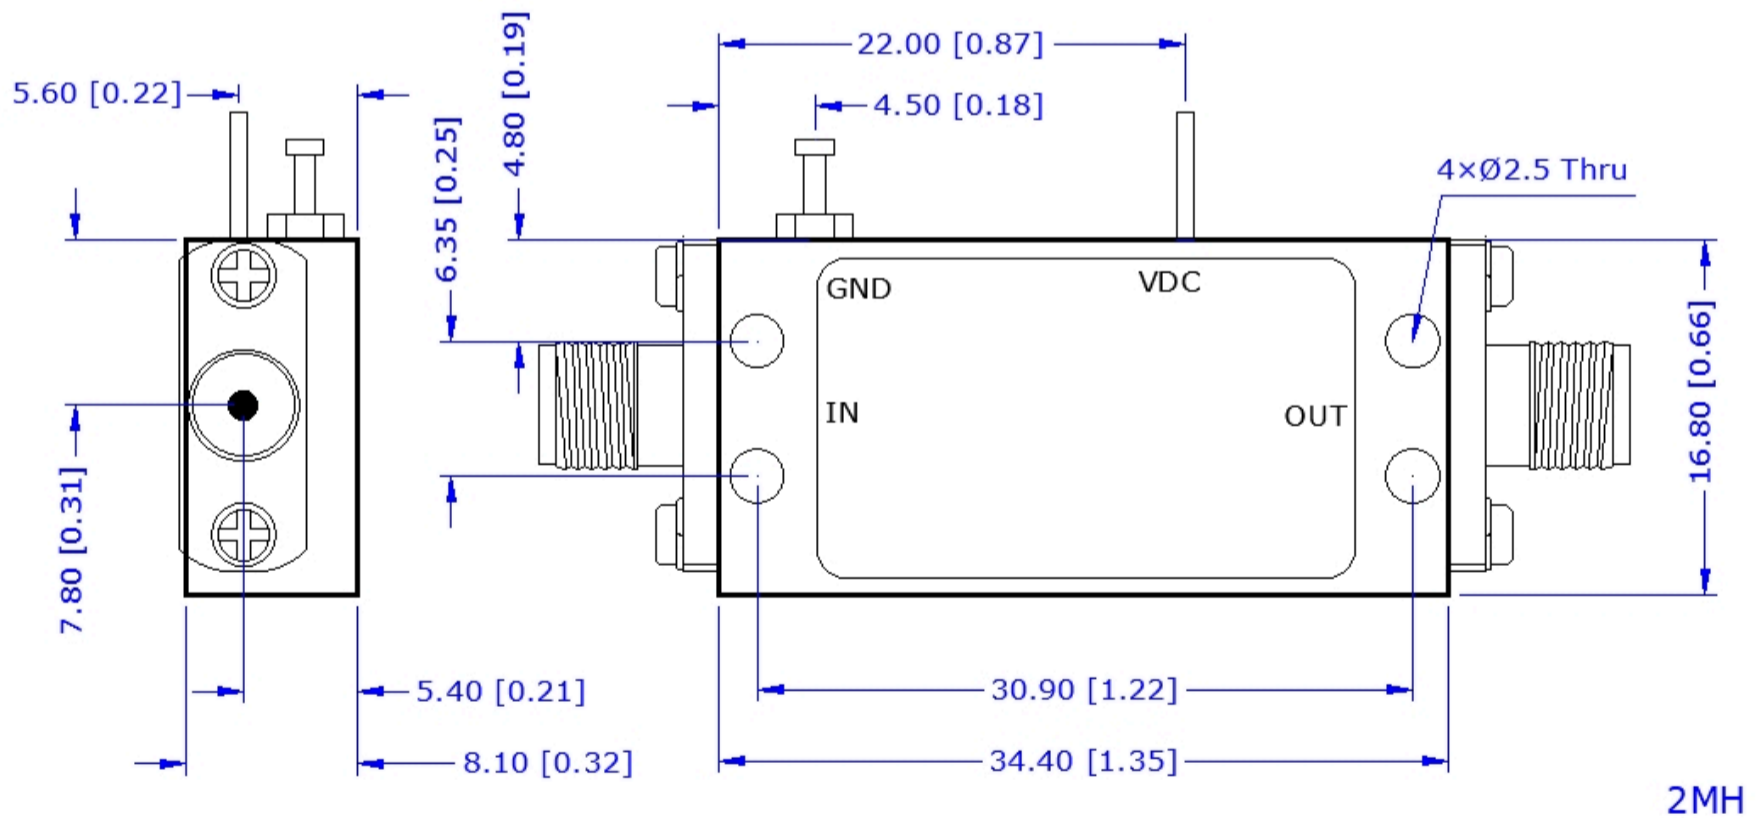 22.00 [0.87]
5.60 [0.22]
4.80 [0.19]
4.50 [0.18]
6.35 [0.25]
4×Ø2.5 Thru
GND
VDC
IN
OUT
16.80 [0.66]
7.80 [0.31]
5.40 [0.21]
30.90 [1.22]
8.10 [0.32]
34.40 [1.35]
2MH